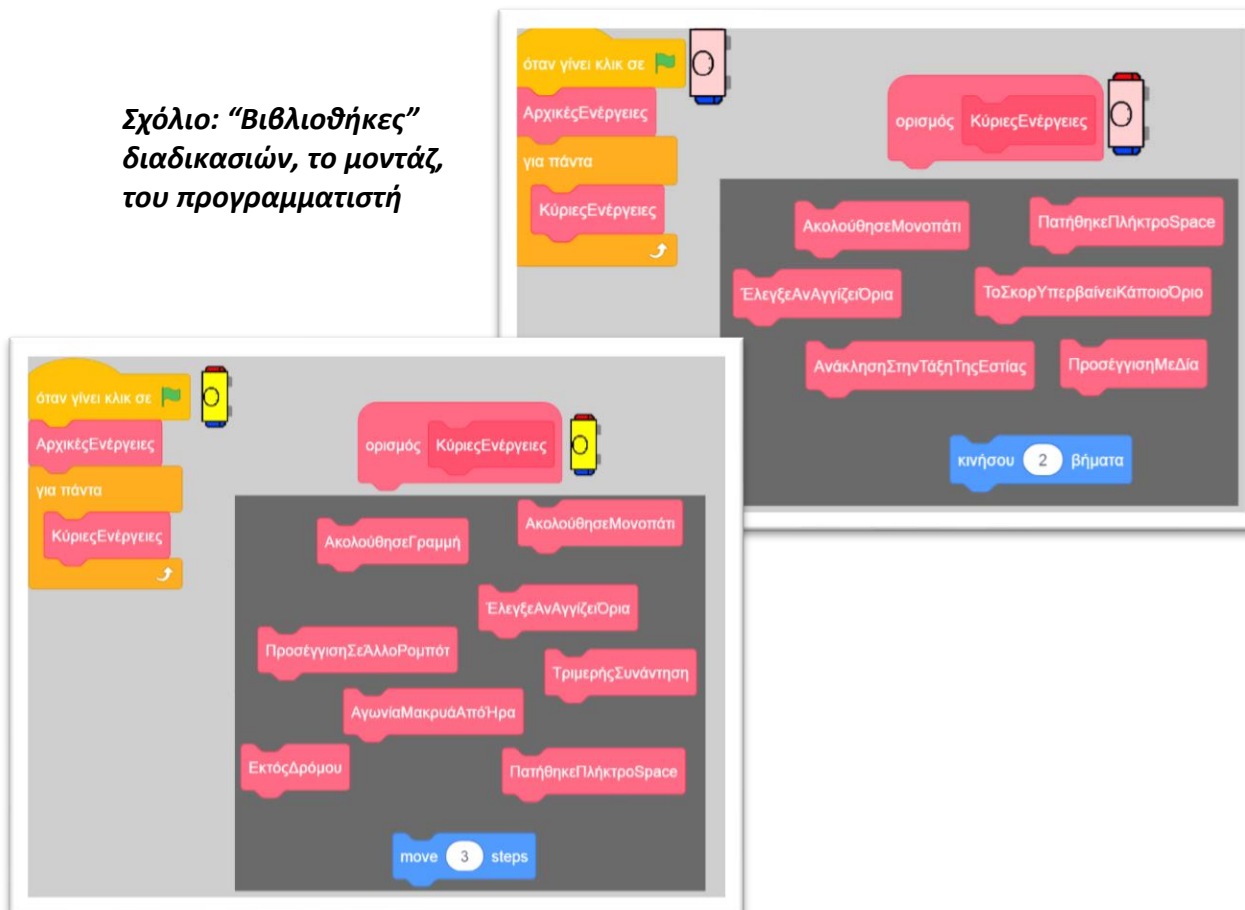 Σχόλιο: “Βιβλιοθήκες”
διαδικασιών, το μοντάζ,
του προγραμματιστή
όταν γίνει κλικ σε
ΑρχικέςΕνέργειες
για πάντα
ΚύριεςΕνέργειες
ορισμός ΚύριεςΕνέργειες
ΑκολούθησεΜονοπάτι
ΠατήθηκεΠλήκτροSpace
ΈλεγξεΑνΑγγίζειΌρια
ΤοΣκορΥπερβαίνειΚάποιοΌριο
ΑνάκλησηΣτηνΤάξηΤηςΕστίας
ΠροσέγγισηΜεΔία
κινήσου 2 βήματα
όταν γίνει κλικ σε
ΑρχικέςΕνέργειες
για πάντα
ΚύριεςΕνέργειες
ορισμός ΚύριεςΕνέργειες
ΑκολούθησεΓραμμή
ΑκολούθησεΜονοπάτι
ΈλεγξεΑνΑγγίζειΌρια
ΠροσέγγισηΣεΆλλοΡομπότ
ΤριμερήςΣυνάντηση
ΑγωνίαΜακρυάΑπόΉρα
ΕκτόςΔρόμου
ΠατήθηκεΠλήκτροSpace
move 3 steps